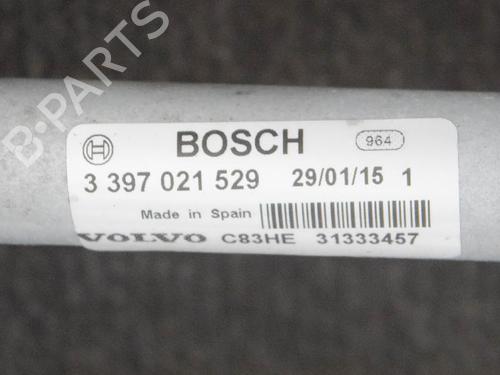 B-PARTS
BOSCH 964
3 397 021 529 29/01/15 1
Made in Spain
VOLVO C83HE 31333457